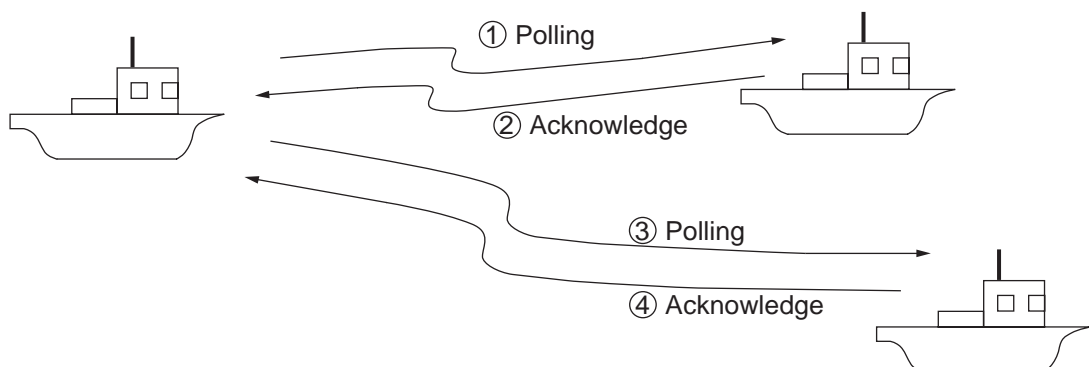 ① Polling
② Acknowledge
③ Polling
④ Acknowledge